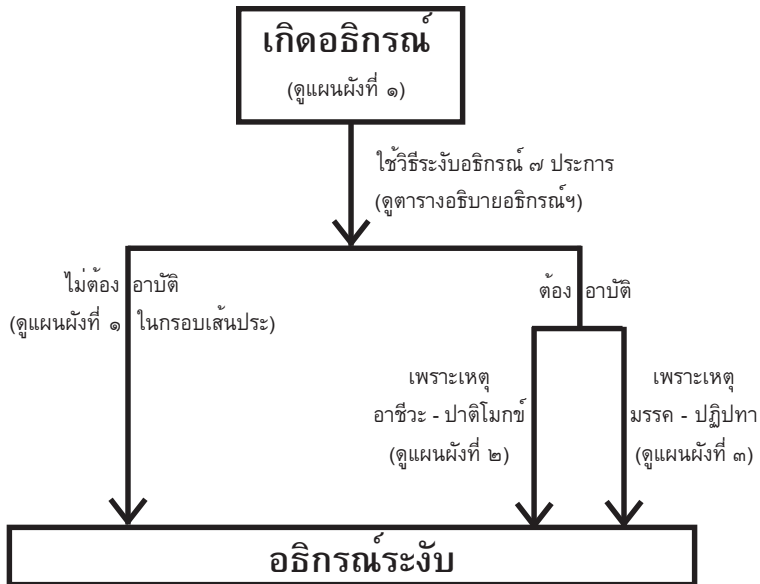 เกิดอธิกรณ์
(ดูแผนผังที่ ๑)
ใช้วิธีระงับอธิกรณ์ ๗ ประการ
(ดูตารางอธิบายอธิกรณ์ฯ)
ไม่ต้อง อาบัติ
(ดูแผนผังที่ ๑ ในกรอบเส้นประ)
ต้อง อาบัติ
เพราะเหตุ
อาชีวะ - ปาติโมกข์
(ดูแผนผังที่ ๒)
เพราะเหตุ
มรรค - ปฏิปทา
(ดูแผนผังที่ ๓)
อธิกรณ์ระงับ